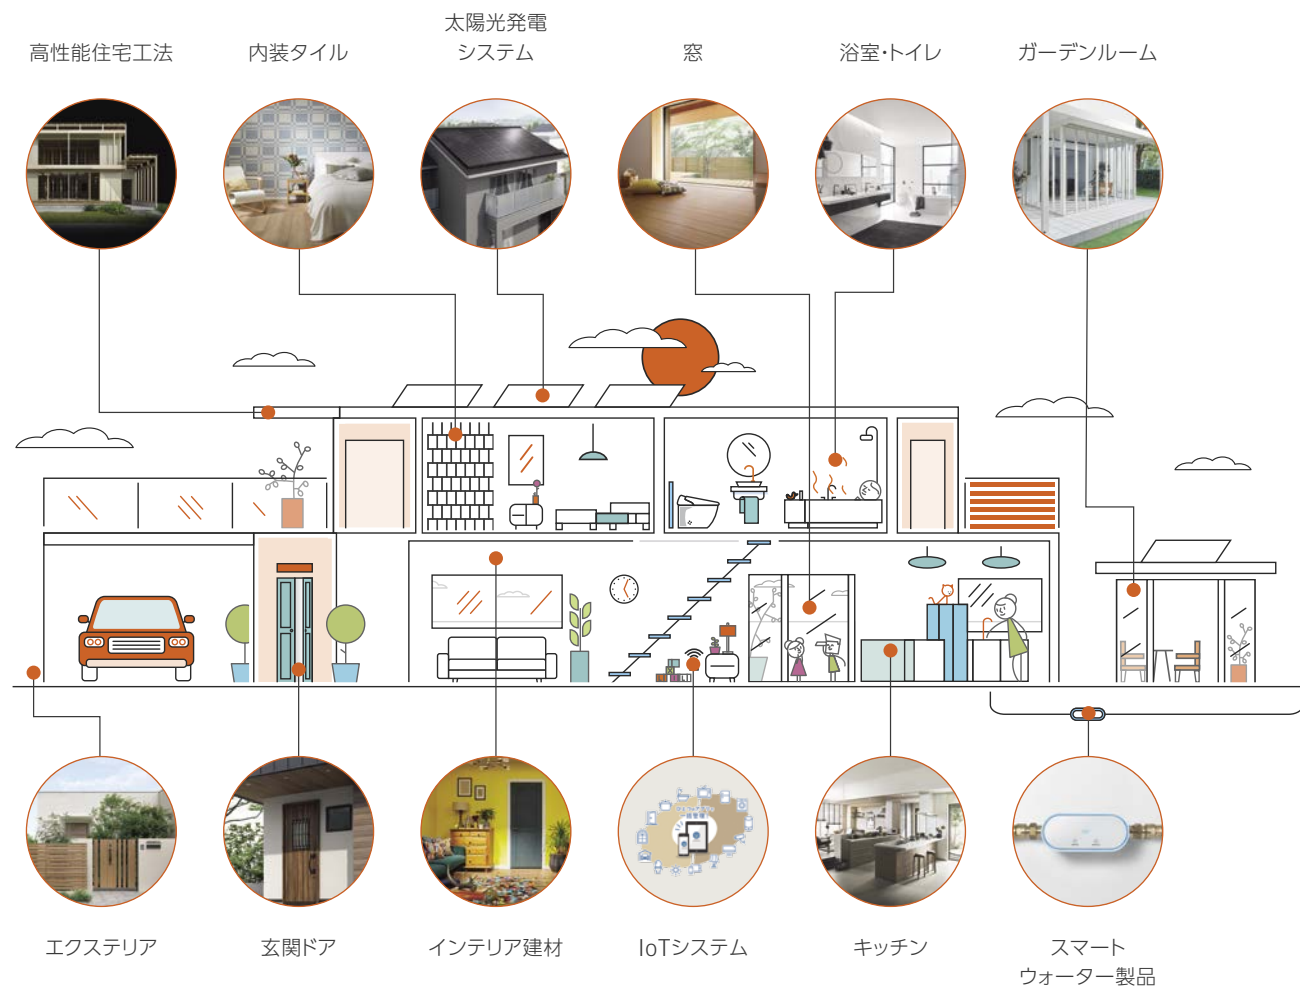 高性能住宅工法
内装タイル
太陽光発電
システム
窓
浴室・トイレ
ガーデンルーム
エクステリア
玄関ドア
インテリア建材
IoTシステム
キッチン
スマート
ウォーター製品